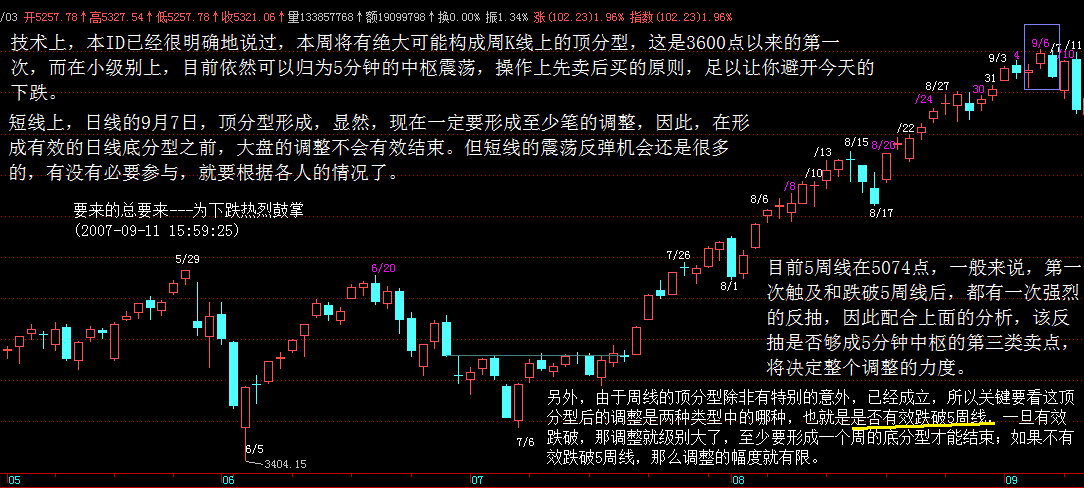 /03 开5257.78↑高5327.54↑低5257.78↑收5321.06↑量133857768↑额19099798↑换0.00% 振1.34% 涨(102.23)1.96% 指数(102.23)1.96%
技术上，本ID已经很明确地说过，本周将有绝大可能构成周K线上的顶分型，这是3600点以来的第一
次，而在小级别上，目前依然可以归为5分钟的中枢震荡，操作上先卖后买的原则，足以让你避开今天的
下跌。
短线上，日线的9月7日，顶分型形成，显然，现在一定要形成至少笔的调整，因此，在形
成有效的日线底分型之前，大盘的调整不会有效结束。但短线的震荡反弹机会还是很多
的，有没有必要参与，就要根据各人的情况了。
要来的总要来---为下跌热烈鼓掌
(2007-09-11 15:59:25)
目前5周线在5074点，一般来说，第一
次触及和跌破5周线后，都有一次强烈
的反抽，因此配合上面的分析，该反
抽是否够成5分钟中枢的第三类卖点，
将决定整个调整的力度。
另外，由于周线的顶分型除非有特别的意外，已经成立，所以关键要看这顶
分型后的调整是两种类型中的哪种，也就是是否有效跌破5周线。一旦有效
跌破，那调整就级别大了，至少要形成一个周的底分型才能结束；如果不有
效跌破5周线，那么调整的幅度就有限。
5/29
6/5
3404.15
6/20
7/6
7/26
8/1
8/6
/8
/10
/13
8/15
8/17
8/20
/22
/24
8/27
30
31
9/3
4
9/6
/7
/10
/11
05
06
07
08
09